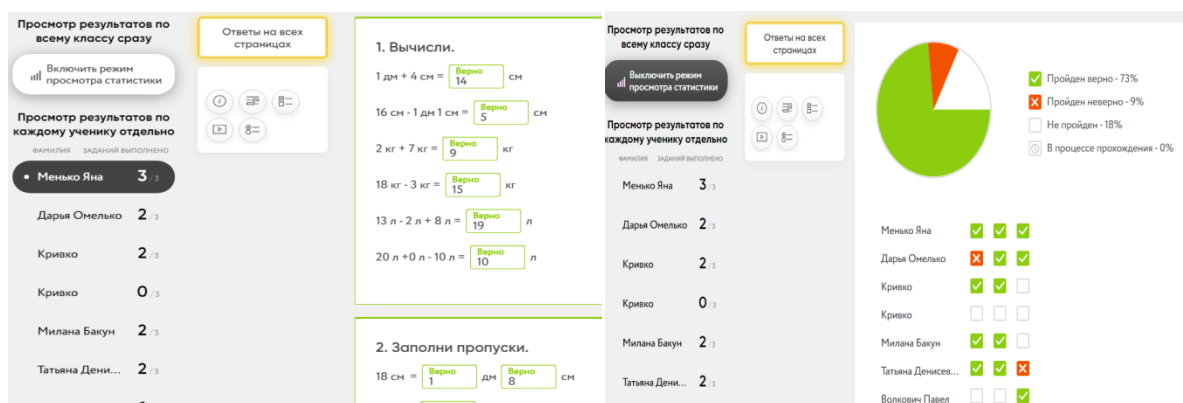 Просмотр результатов по
всему классу сразу
Включить режим
просмотра статистики
Просмотр результатов по
каждому ученику отдельно
ФАМИЛИЯ ЗАДАНИЙ ВЫПОЛНЕНО
Менько Яна 3 /3
Дарья Омелько 2 /3
Кривко 2 /3
Кривко 0 /3
Милана Бакун 2 /3
Татьяна Дени... 2 /3
Ответы на всех
страницах
1. Вычисли.
1 дм + 4 см = Верно 14 см
16 см - 1 дм 1 см = Верно 5 см
2 кг + 7 кг = Верно 9 кг
18 кг - 3 кг = Верно 15 кг
13 л - 2 л + 8 л = Верно 19 л
20 л +0 л - 10 л = Верно 10 л
2. Заполни пропуски.
18 см = Верно 1 дм Верно 8 см
Просмотр результатов по
всему классу сразу
Выключить режим
просмотра статистики
Просмотр результатов по
каждому ученику отдельно
ФАМИЛИЯ ЗАДАНИЙ ВЫПОЛНЕНО
Менько Яна 3 /3
Дарья Омелько 2 /3
Кривко 2 /3
Кривко 0 /3
Милана Бакун 2 /3
Татьяна Дени... 2 /3
Ответы на всех
страницах
Пройден верно - 73%
Пройден неверно - 9%
Не пройден - 18%
В процессе прохождения - 0%
Менько Яна
Дарья Омелько
Кривко
Кривко
Милана Бакун
Татьяна Денисев...
Волкович Павел